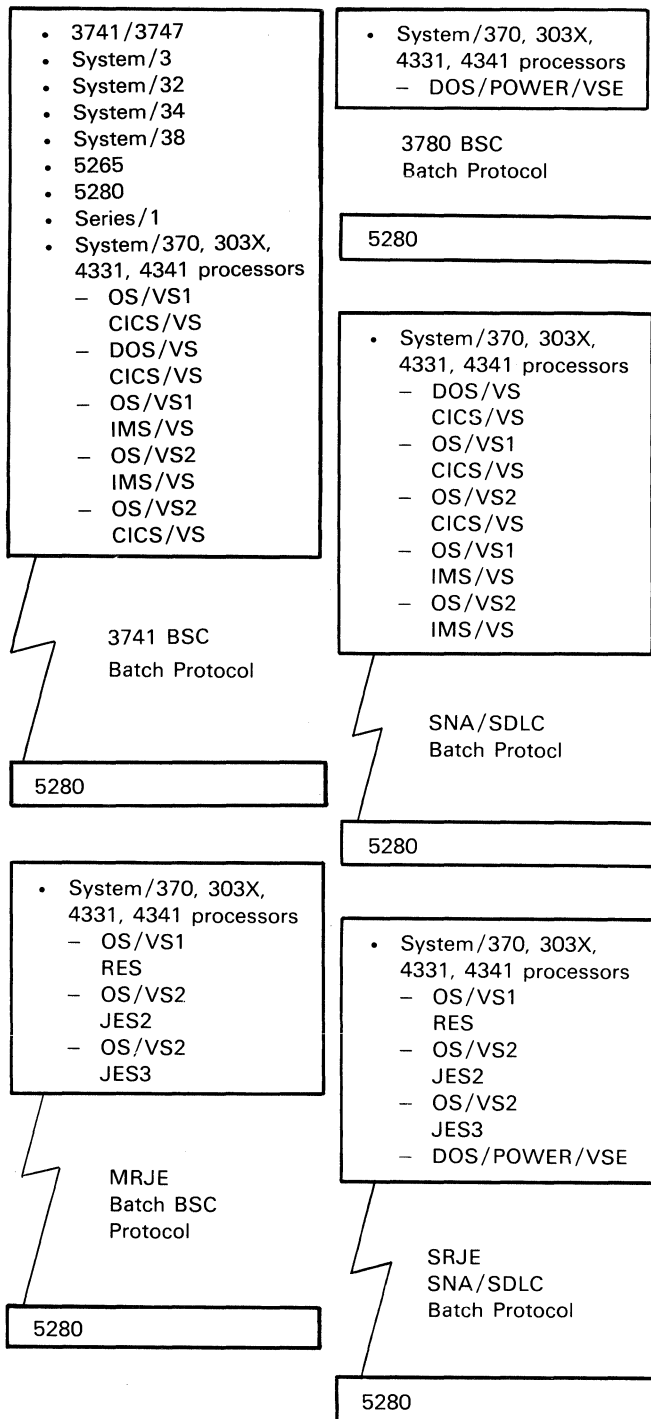 • 3741/3747
• System/3
• System/32
• System/34
• System/38
• 5265
• 5280
• Series/1
• System/370, 303X,
4331, 4341 processors
– OS/VS1
CICS/VS
– DOS/VS
CICS/VS
– OS/VS1
IMS/VS
– OS/VS2
IMS/VS
– OS/VS2
CICS/VS
3741 BSC
Batch Protocol
5280
• System/370, 303X,
4331, 4341 processors
– OS/VS1
RES
– OS/VS2
JES2
– OS/VS2
JES3
MRJE
Batch BSC
Protocol
5280
• System/370, 303X,
4331, 4341 processors
– DOS/POWER/VSE
3780 BSC
Batch Protocol
5280
• System/370, 303X,
4331, 4341 processors
– DOS/VS
CICS/VS
– OS/VS1
CICS/VS
– OS/VS2
CICS/VS
– OS/VS1
IMS/VS
– OS/VS2
IMS/VS
SNA/SDLC
Batch Protocl
5280
• System/370, 303X,
4331, 4341 processors
– OS/VS1
RES
– OS/VS2
JES2
– OS/VS2
JES3
– DOS/POWER/VSE
SRJE
SNA/SDLC
Batch Protocol
5280